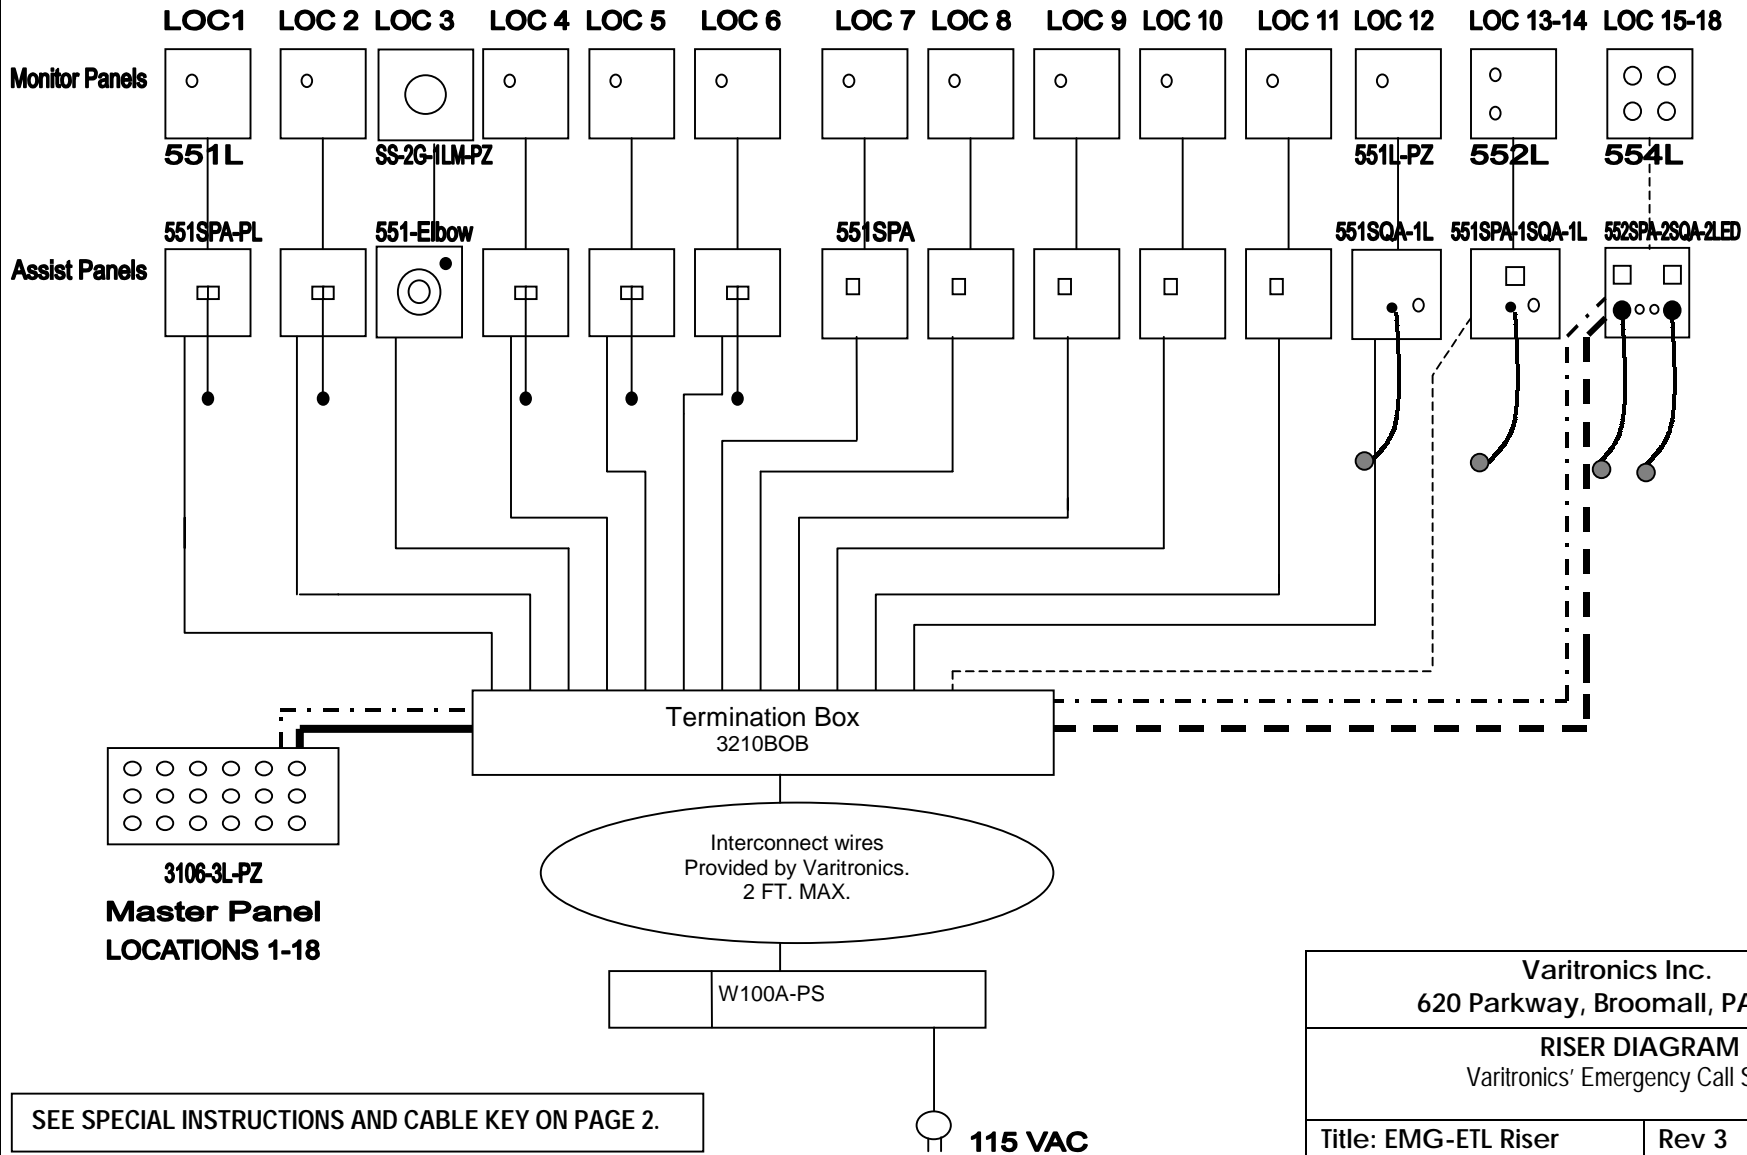 LOC1 LOC 2 LOC 3 LOC 4 LOC 5 LOC 6 LOC 7 LOC 8 LOC 9 LOC 10 LOC 11 LOC 12 LOC 13-14 LOC 15-18
Monitor Panels
551L SS-2G-1LM-PZ 551L-PZ 552L 554L
551SPA-PL 551-Elbow 551SPA 551SQA-1L 551SPA-1SQA-1L 552SPA-2SQA-2LED
Assist Panels
Termination Box
3210BOB
Interconnect wires
Provided by Varitronics.
2 FT. MAX.
3106-3L-PZ
Master Panel
LOCATIONS 1-18
W100A-PS
115 VAC
SEE SPECIAL INSTRUCTIONS AND CABLE KEY ON PAGE 2.
Varitronics Inc.
620 Parkway, Broomall, PA
RISER DIAGRAM
Varitronics' Emergency Call S
Title: EMG-ETL Riser Rev 3